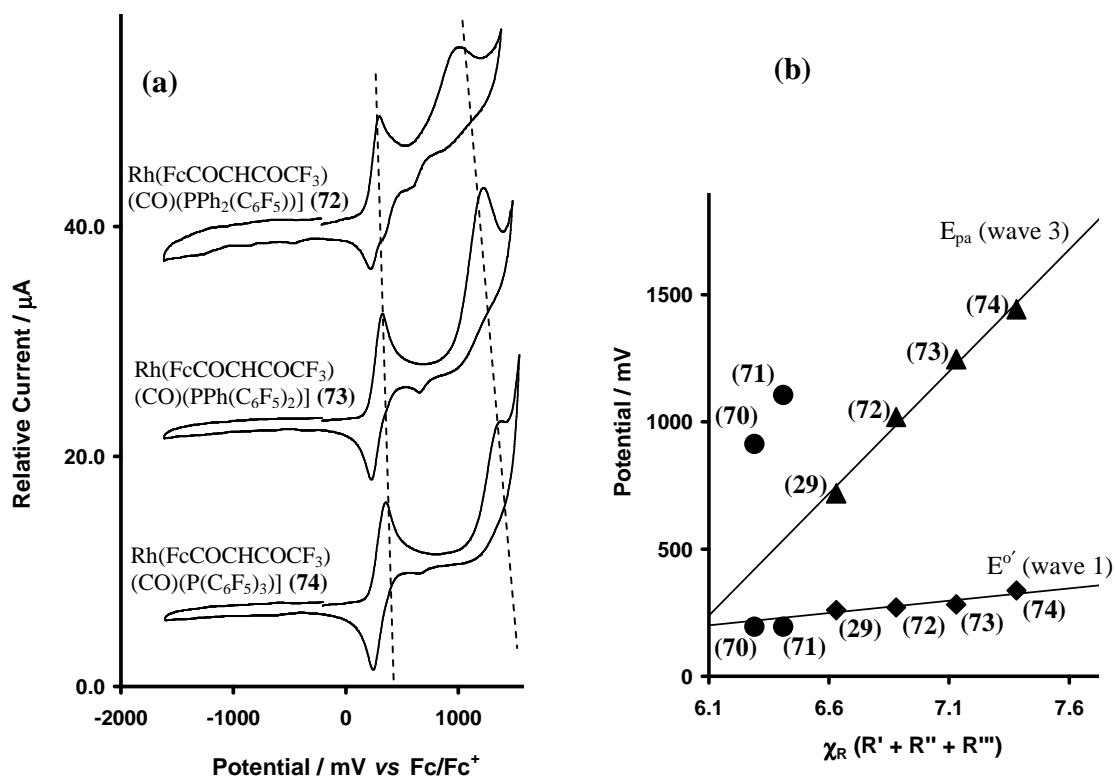 (a)
Rh(FcCOCHCOCF₃)
(CO)(PPh₂(C₆F₅))] (72)
Rh(FcCOCHCOCF₃)
(CO)(PPh(C₆F₅)₂)] (73)
Rh(FcCOCHCOCF₃)
(CO)(P(C₆F₅)₃)] (74)
40.0
20.0
0.0
Relative Current / μA
-2000
-1000
0
1000
Potential / mV vs Fc/Fc⁺
(b)
Eₚₐ (wave 3)
(74)
(73)
(71)
(72)
(70)
(29)
E°′ (wave 1)
(70)
(71)
(29)
(72)
(73)
(74)
1500
1000
500
0
Potential / mV
6.1
6.6
7.1
7.6
χR (R' + R'' + R''')